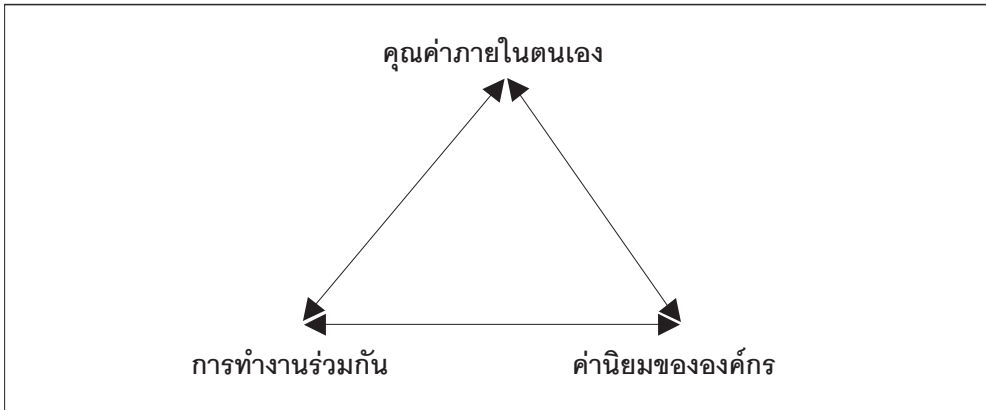 คุณค่าภายในตนเอง
การทำงานร่วมกัน
ค่านิยมขององค์กร